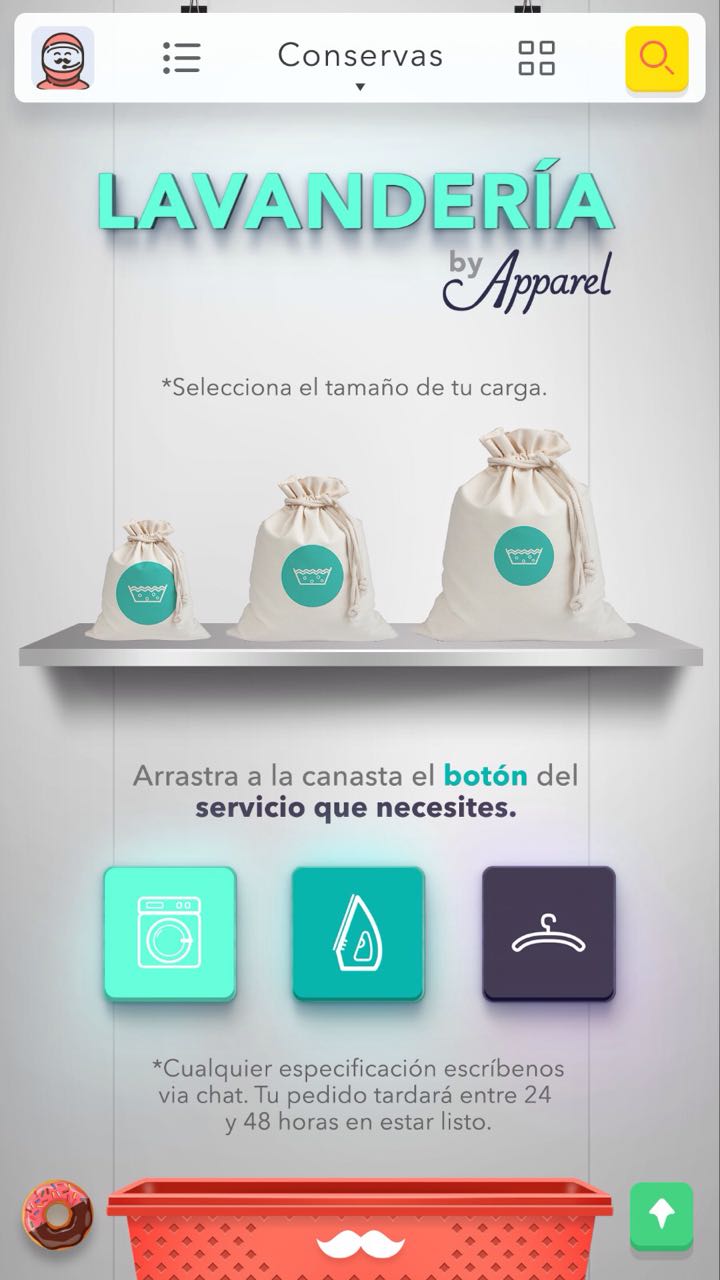 Conservas
LAVANDERÍA
by Apparel
*Selecciona el tamaño de tu carga.
Arrastra a la canasta el botón del
servicio que necesites.
*Cualquier especificación escríbenos
via chat. Tu pedido tardará entre 24
y 48 horas en estar listo.